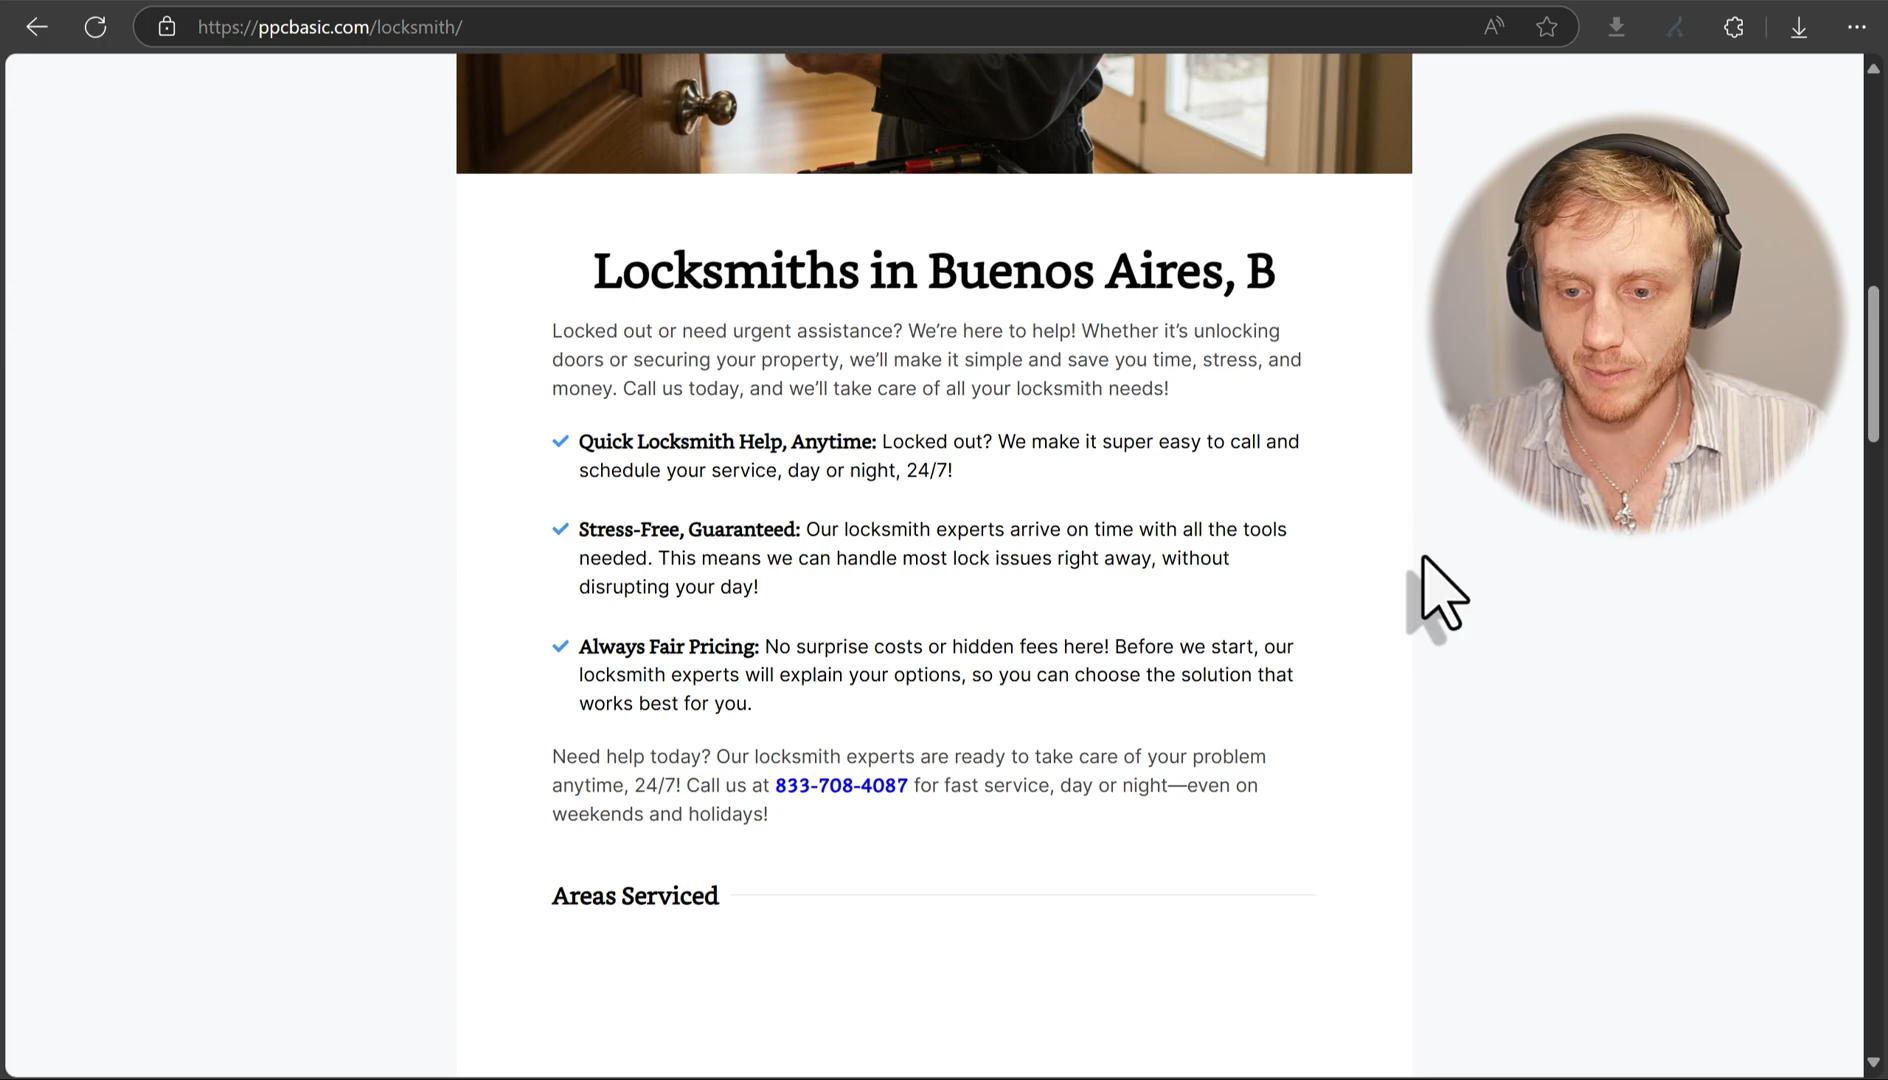 https://ppcbasic.com/locksmith/
Locksmiths in Buenos Aires, B
Locked out or need urgent assistance? We’re here to help! Whether it’s unlocking
doors or securing your property, we’ll make it simple and save you time, stress, and
money. Call us today, and we’ll take care of all your locksmith needs!
Quick Locksmith Help, Anytime: Locked out? We make it super easy to call and
schedule your service, day or night, 24/7!
Stress-Free, Guaranteed: Our locksmith experts arrive on time with all the tools
needed. This means we can handle most lock issues right away, without
disrupting your day!
Always Fair Pricing: No surprise costs or hidden fees here! Before we start, our
locksmith experts will explain your options, so you can choose the solution that
works best for you.
Need help today? Our locksmith experts are ready to take care of your problem
anytime, 24/7! Call us at 833-708-4087 for fast service, day or night—even on
weekends and holidays!
Areas Serviced